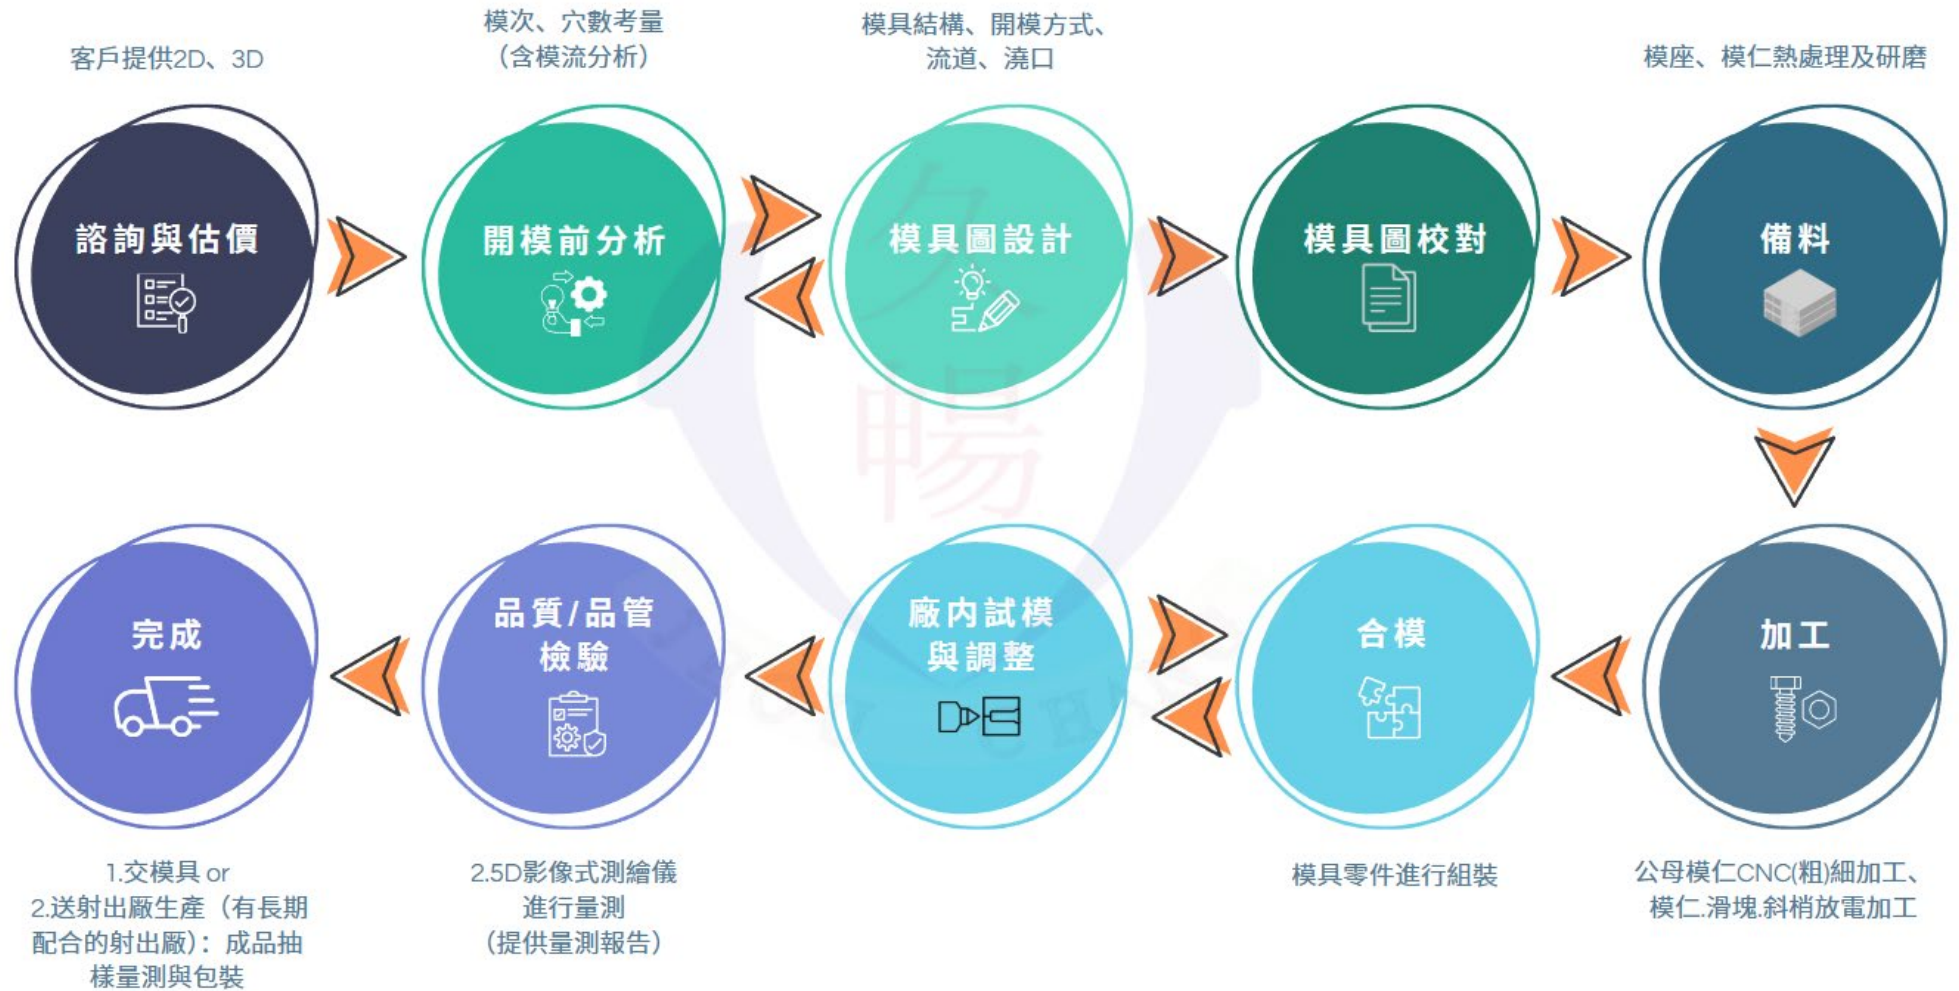 客戶提供2D、3D
諮詢與估價
模次、穴數考量
（含模流分析）
開模前分析
模具結構、開模方式、
流道、澆口
模具圖設計
模具圖校對
模座、模仁熱處理及研磨
備料
加工
公母模仁CNC(粗)細加工、
模仁.滑塊.斜梢放電加工
合模
模具零件進行組裝
廠內試模
與調整
品質/品管
檢驗
2.5D影像式測繪儀
進行量測
（提供量測報告）
完成
1.交模具 or
2.送射出廠生產（有長期
配合的射出廠）：成品抽
樣量測與包裝
久
暢